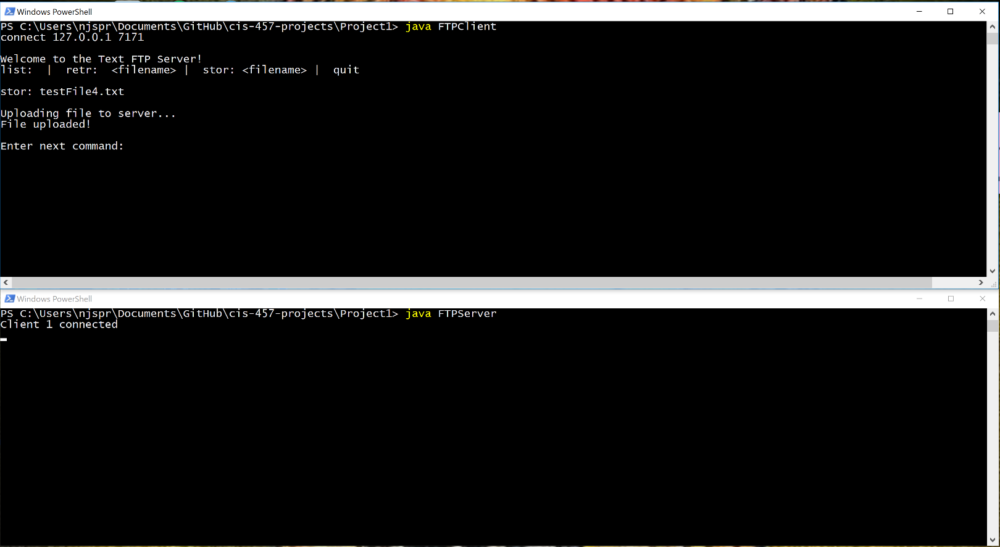 Windows PowerShell
PS C:\Users\njspr\Documents\GitHub\cis-457-projects\Project1> java FTPClient
connect 127.0.0.1 7171
Welcome to the Text FTP Server!
list:  |  retr:  <filename> |  stor: <filename> |  quit
stor: testFile4.txt
Uploading file to server...
File uploaded!
Enter next command:
Windows PowerShell
PS C:\Users\njspr\Documents\GitHub\cis-457-projects\Project1> java FTPServer
Client 1 connected